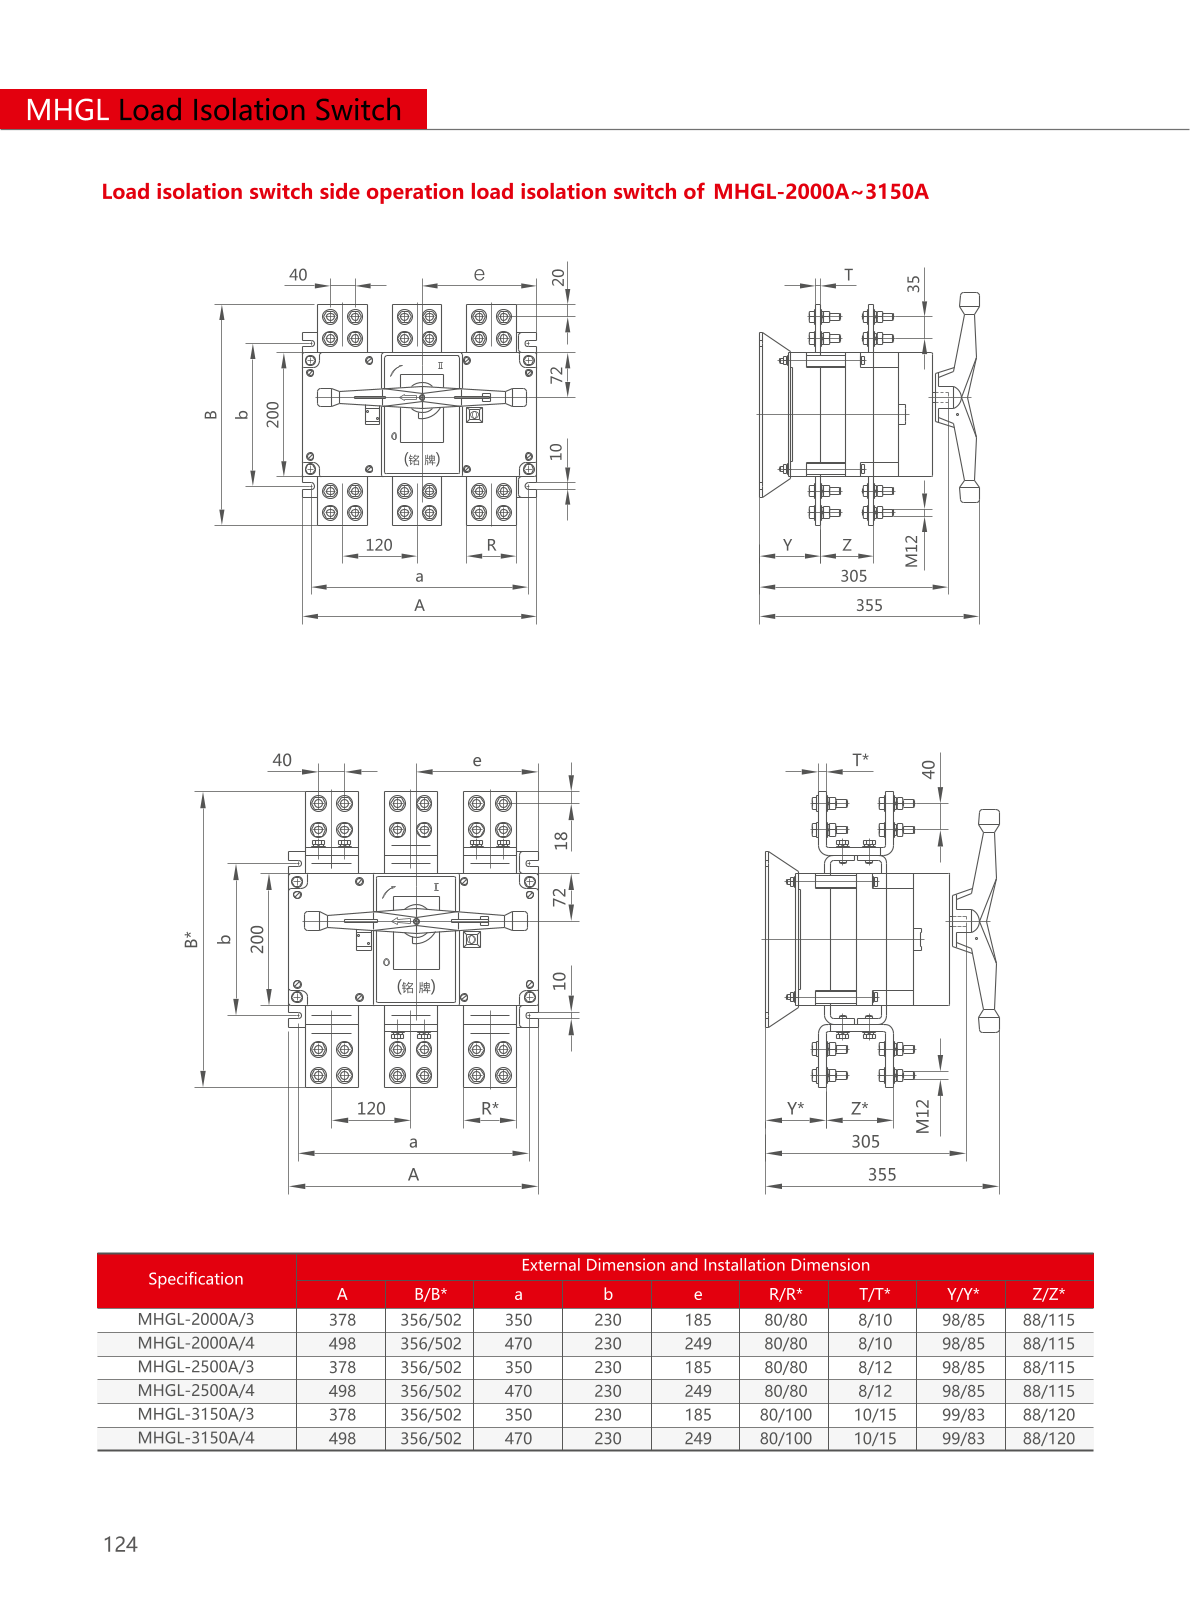 MHGL Load Isolation Switch
Load isolation switch side operation load isolation switch of MHGL-2000A~3150A
40
e
20
T
35
II
72
B
b
200
O
10
(铭 牌)
120
R
Y
Z
M12
a
305
A
355
40
e
T*
40
18
I
72
B*
b
200
O
10
(铭 牌)
120
R*
Y*
Z*
M12
a
305
A
355
Specification
External Dimension and Installation Dimension
A B/B* a b e R/R* T/T* Y/Y* Z/Z*
MHGL-2000A/3 378 356/502 350 230 185 80/80 8/10 98/85 88/115
MHGL-2000A/4 498 356/502 470 230 249 80/80 8/10 98/85 88/115
MHGL-2500A/3 378 356/502 350 230 185 80/80 8/12 98/85 88/115
MHGL-2500A/4 498 356/502 470 230 249 80/80 8/12 98/85 88/115
MHGL-3150A/3 378 356/502 350 230 185 80/100 10/15 99/83 88/120
MHGL-3150A/4 498 356/502 470 230 249 80/100 10/15 99/83 88/120
124